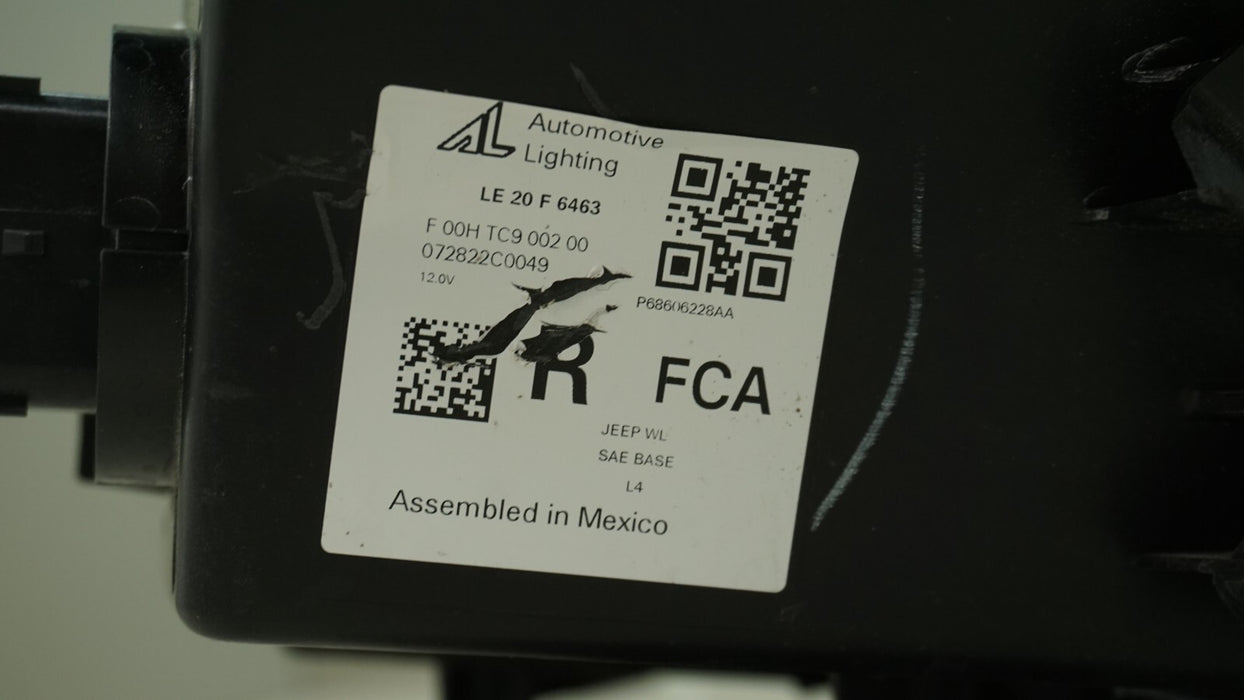 AL Automotive
Lighting
LE 20 F 6463
F 00H TC9 002 00
072822C0049
12.0V
P68606228AA
R
FCA
JEEP WL
SAE BASE
L4
Assembled in Mexico